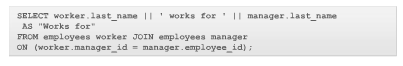 SELECT worker.last_name || ' works for ' || manager.last_name
AS "Works for"
FROM employees worker JOIN employees manager
ON (worker.manager_id = manager.employee_id);